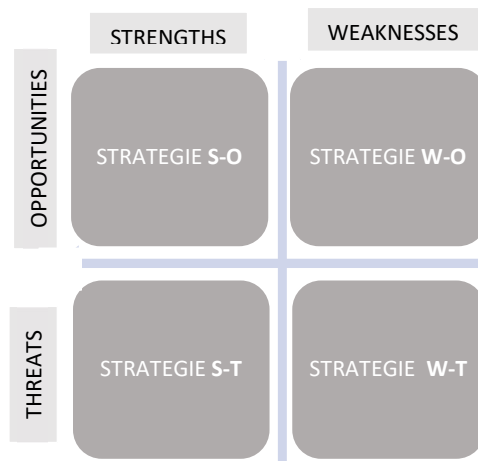 STRENGTHS
WEAKNESSES
OPPORTUNITIES
STRATEGIE S-O
STRATEGIE W-O
THREATS
STRATEGIE S-T
STRATEGIE W-T